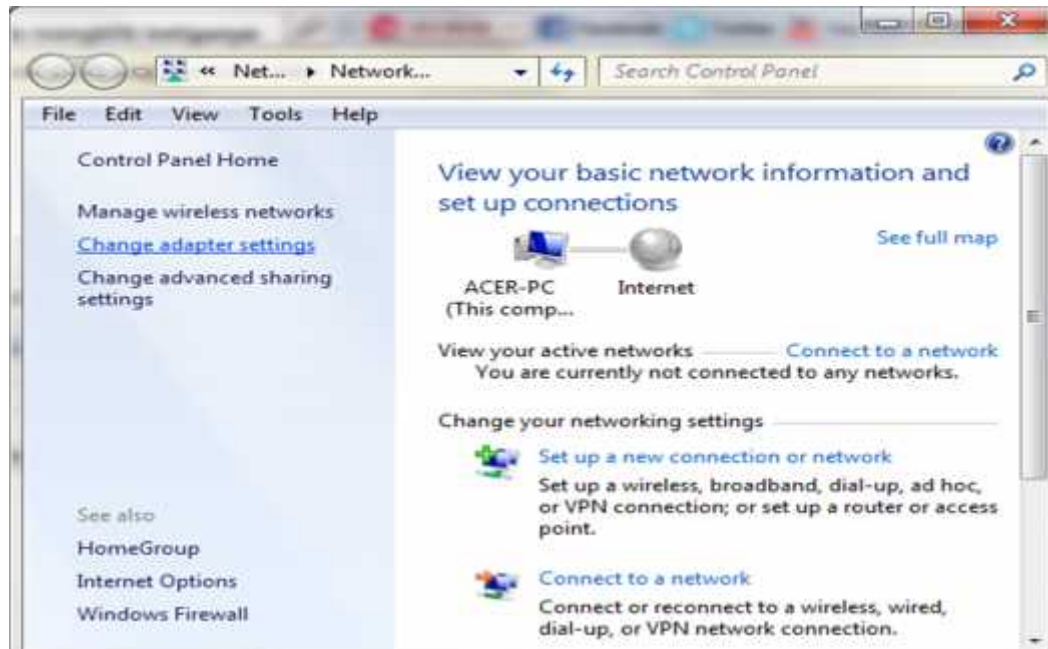 « Net... ▸ Network...
Search Control Panel
File Edit View Tools Help
Control Panel Home
Manage wireless networks
Change adapter settings
Change advanced sharing
settings
See also
HomeGroup
Internet Options
Windows Firewall
View your basic network information and
set up connections
See full map
ACER-PC
(This comp...
Internet
View your active networks
Connect to a network
You are currently not connected to any networks.
Change your networking settings
Set up a new connection or network
Set up a wireless, broadband, dial-up, ad hoc,
or VPN connection; or set up a router or access
point.
Connect to a network
Connect or reconnect to a wireless, wired,
dial-up, or VPN network connection.